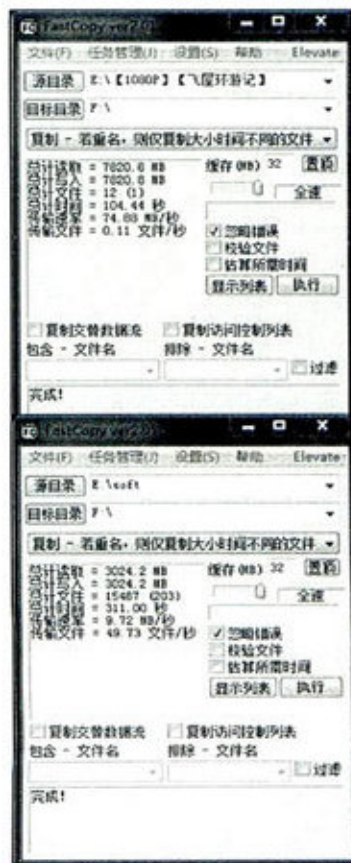 FastCopy ver2.0
文件(F) 任务管理(J) 设置(S) 帮助 Elevate
源目录 E:\【1080P】【飞屋环游记】
目标目录 F:\
复制 - 若重名，则仅复制大小时间不同的文件
总计读取 = 7820.8 MB 缓存(MB) 32 置顶
总计写入 = 7820.8 MB
总计文件 = 12 (1) 全速
总计时间 = 104.44 秒
传输速率 = 74.88 MB/秒
传输文件 = 0.11 文件/秒
忽略错误
校验文件
估算所需时间
显示列表 执行
复制交替数据流 复制访问控制列表
包含 - 文件名 排除 - 文件名
过滤
完成!
FastCopy ver2.0
文件(F) 任务管理(J) 设置(S) 帮助 Elevate
源目录 E:\soft
目标目录 F:\
复制 - 若重名，则仅复制大小时间不同的文件
总计读取 = 3024.2 MB 缓存(MB) 32 置顶
总计写入 = 3024.2 MB
总计文件 = 15467 (203) 全速
总计时间 = 311.00 秒
传输速率 = 9.72 MB/秒
传输文件 = 49.73 文件/秒
忽略错误
校验文件
估算所需时间
显示列表 执行
复制交替数据流 复制访问控制列表
包含 - 文件名 排除 - 文件名
过滤
完成!